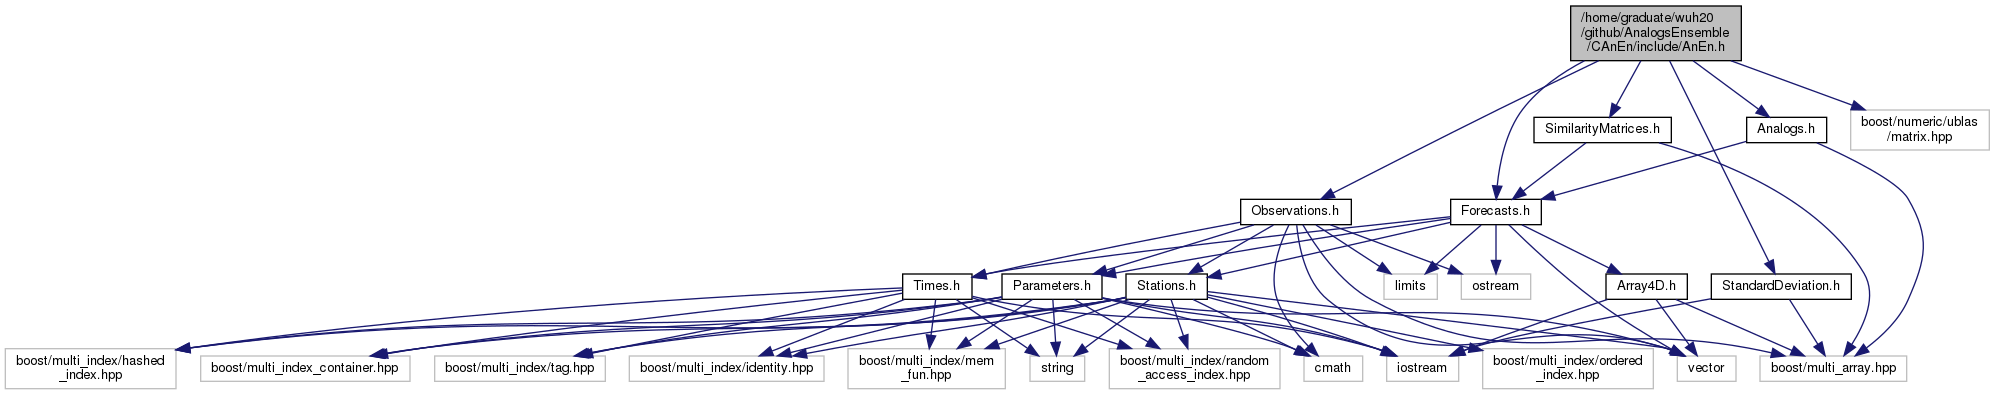 /home/graduate/wuh20
/github/AnalogsEnsemble
/CAnEn/include/AnEn.h
boost/numeric/ublas
/matrix.hpp
SimilarityMatrices.h
Analogs.h
Observations.h
Forecasts.h
Times.h
Parameters.h
Stations.h
limits
ostream
Array4D.h
StandardDeviation.h
boost/multi_index/hashed
_index.hpp
boost/multi_index_container.hpp
boost/multi_index/tag.hpp
boost/multi_index/identity.hpp
boost/multi_index/mem
_fun.hpp
string
boost/multi_index/random
_access_index.hpp
cmath
iostream
boost/multi_index/ordered
_index.hpp
vector
boost/multi_array.hpp